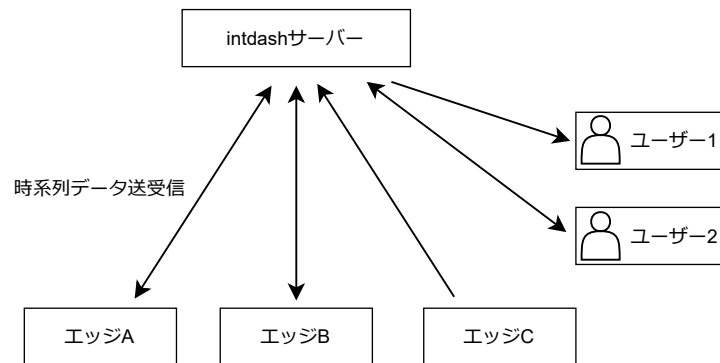 intdashサーバー
ユーザー1
時系列データ送受信
ユーザー2
エッジA
エッジB
エッジC